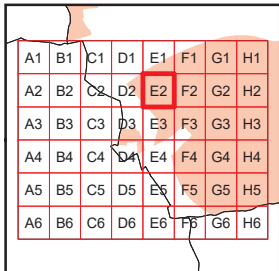 A1 B1 C1 D1 E1 F1 G1 H1
A2 B2 C2 D2 E2 F2 G2 H2
A3 B3 C3 D3 E3 F3 G3 H3
A4 B4 C4 D4 E4 F4 G4 H4
A5 B5 C5 D5 E5 F5 G5 H5
A6 B6 C6 D6 E6 F6 G6 H6